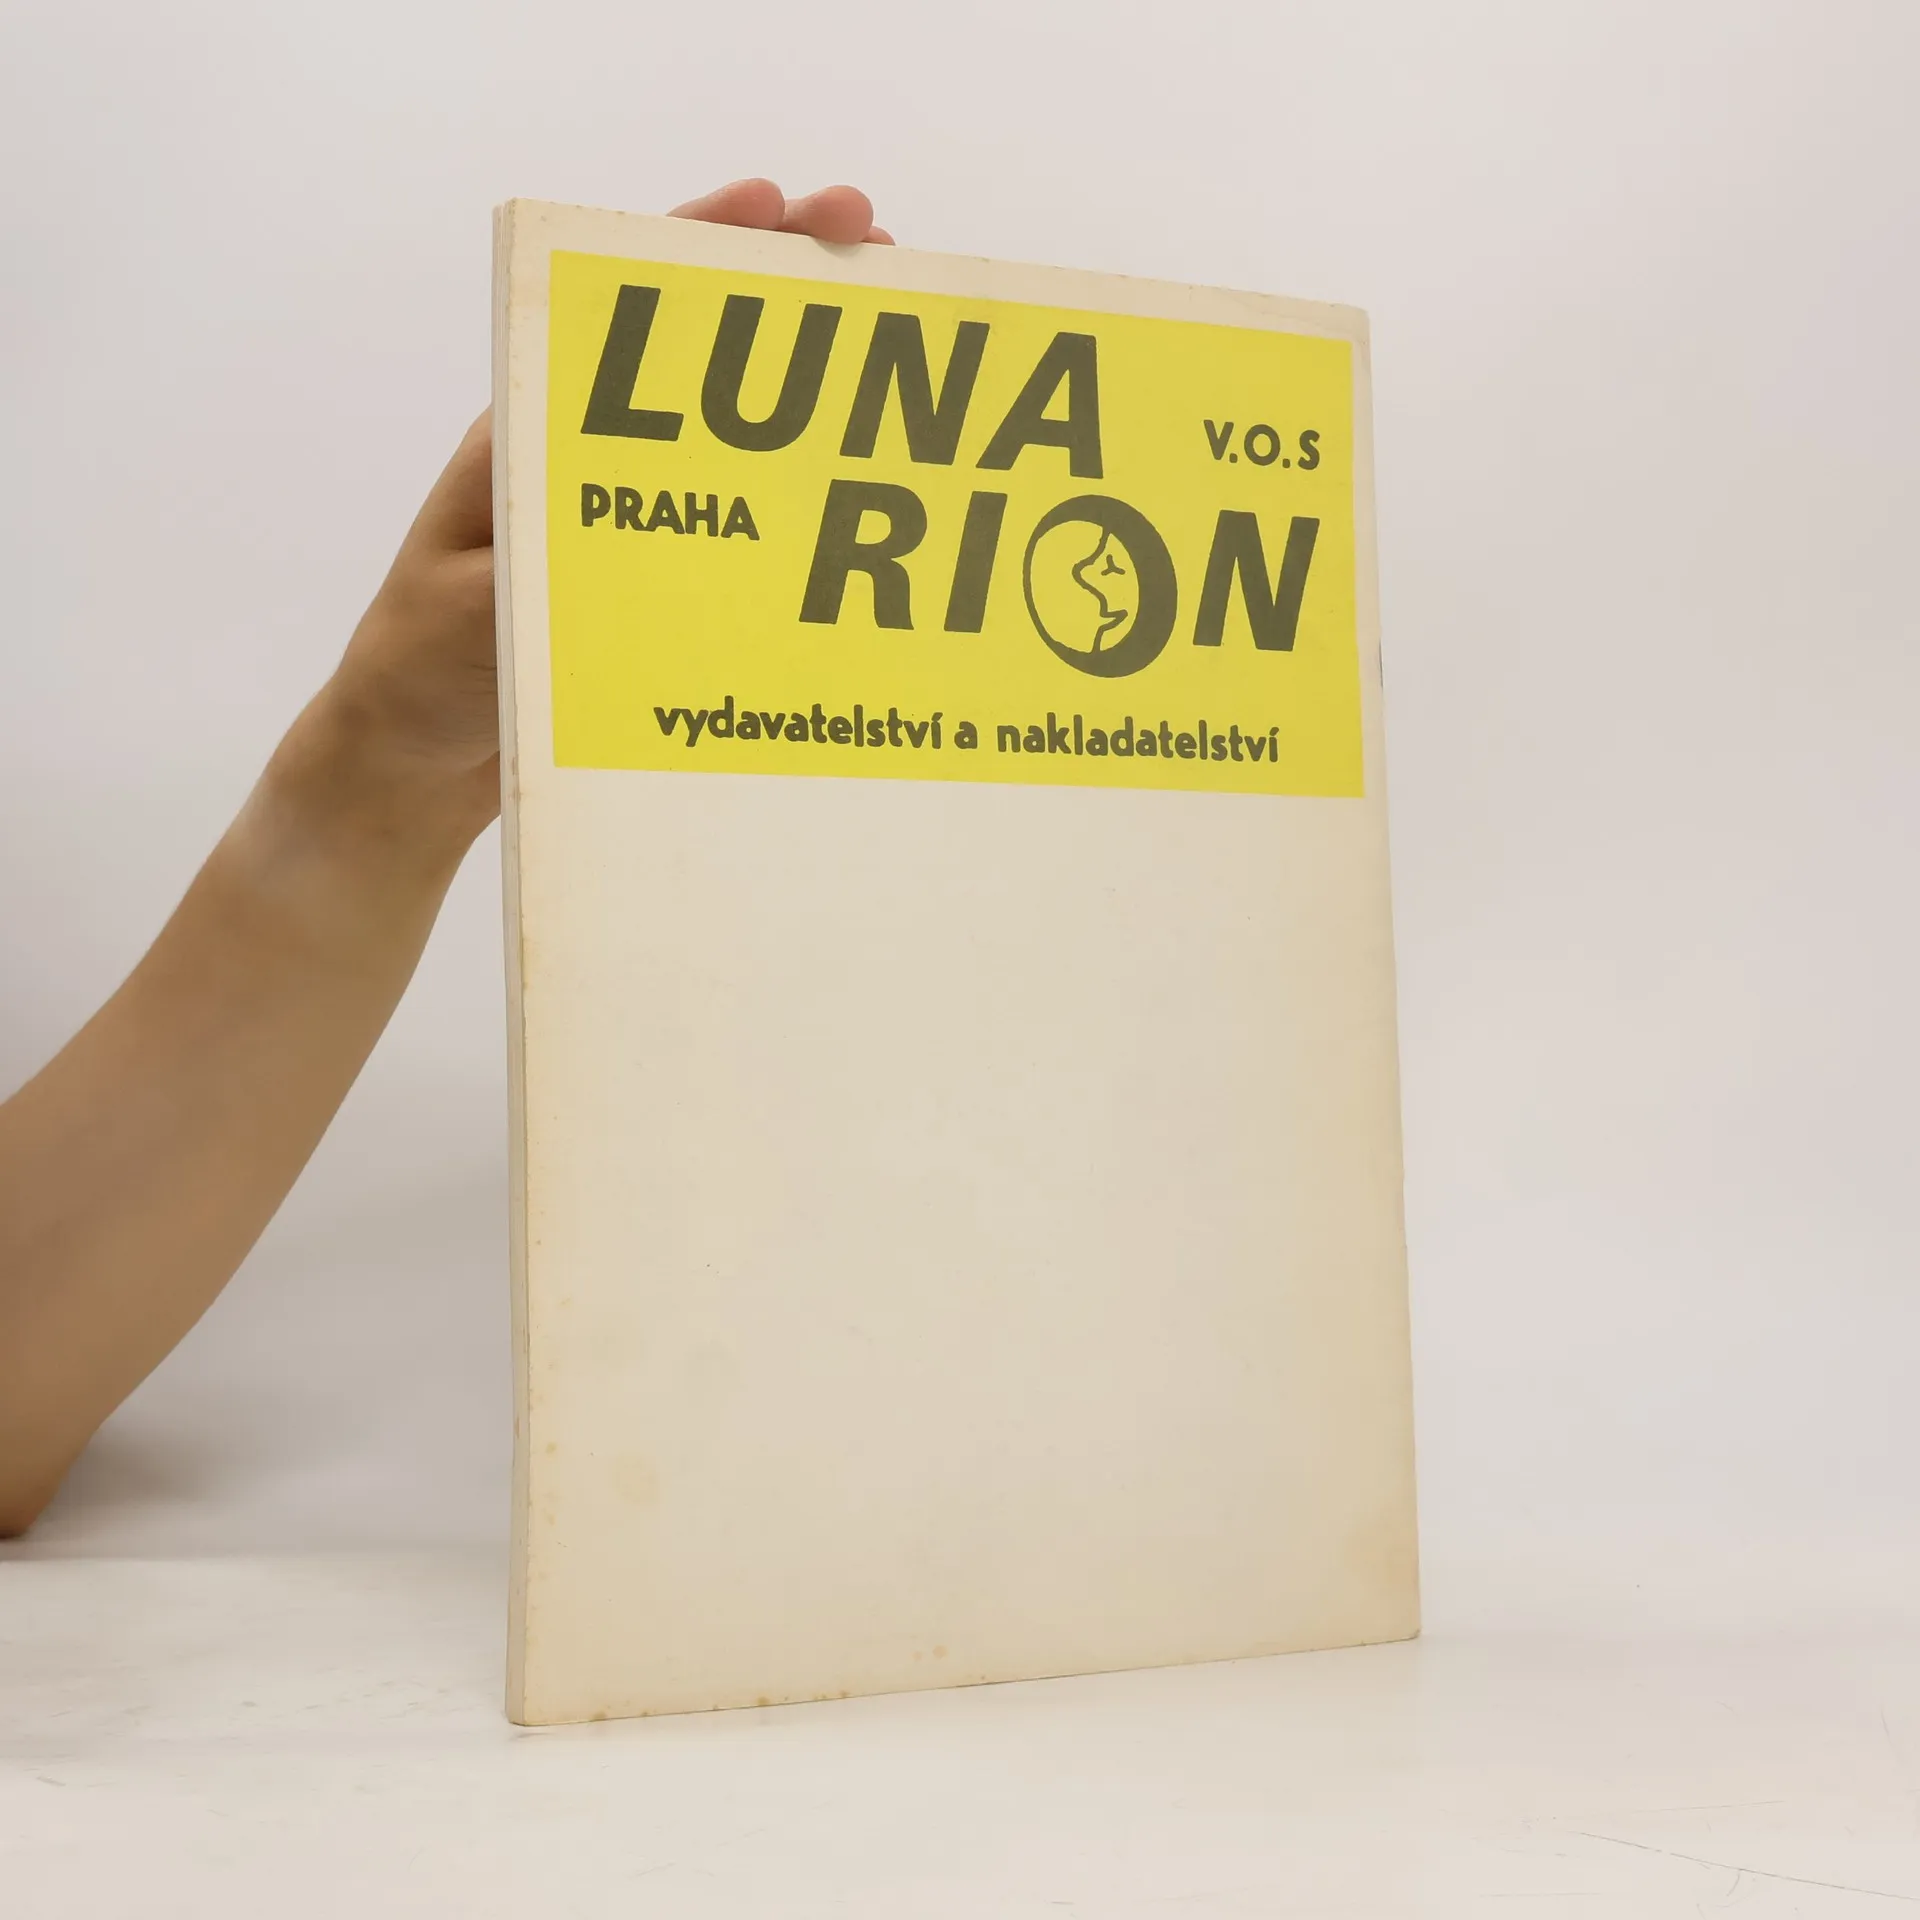 LUNA
V.O.S
PRAHA
RION
vydavatelství a nakladatelství